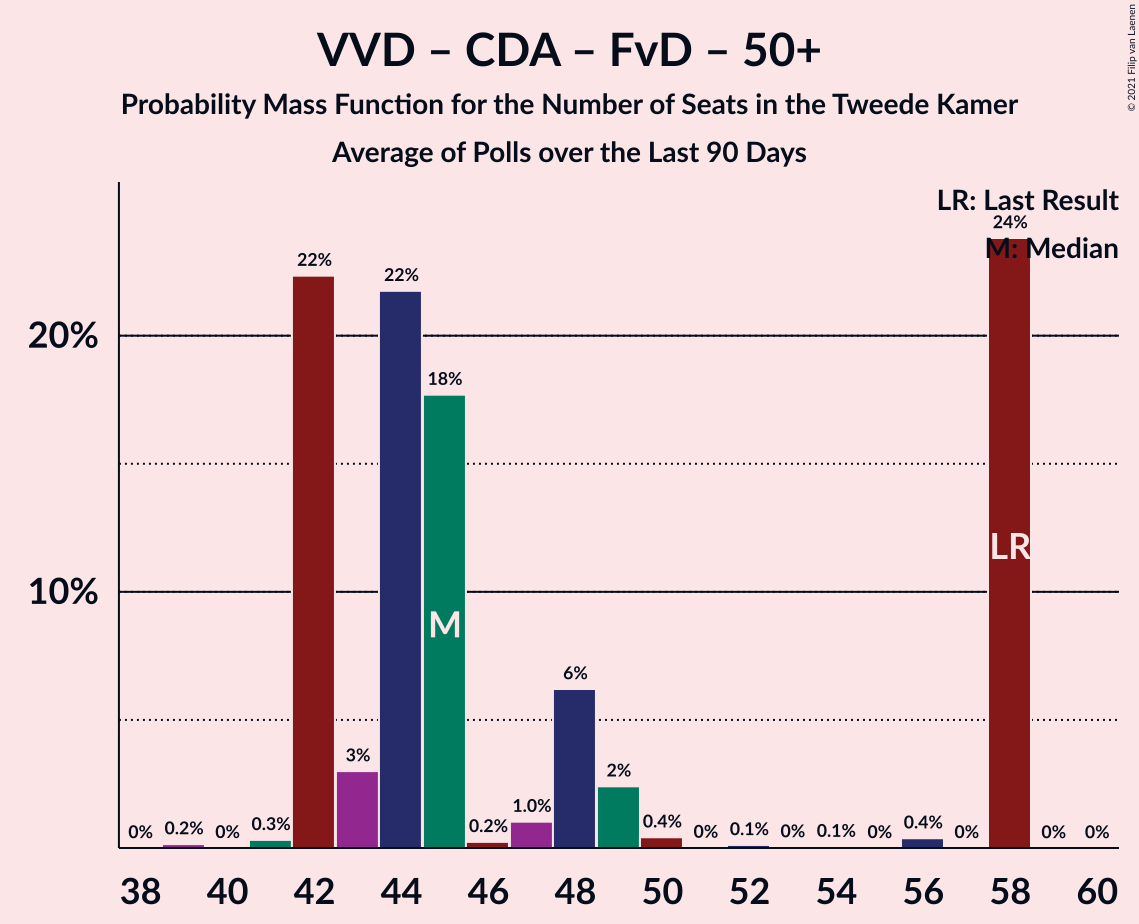 VVD – CDA – FvD – 50+
Probability Mass Function for the Number of Seats in the Tweede Kamer
Average of Polls over the Last 90 Days
© 2021 Filip van Laenen
LR: Last Result
M: Median
20%
10%
0% 0.2% 0% 0.3% 22% 3% 22% 18% 0.2% 1.0% 6% 2% 0.4% 0% 0.1% 0% 0.1% 0% 0.4% 0% 24% 0% 0%
M
LR
38 40 42 44 46 48 50 52 54 56 58 60